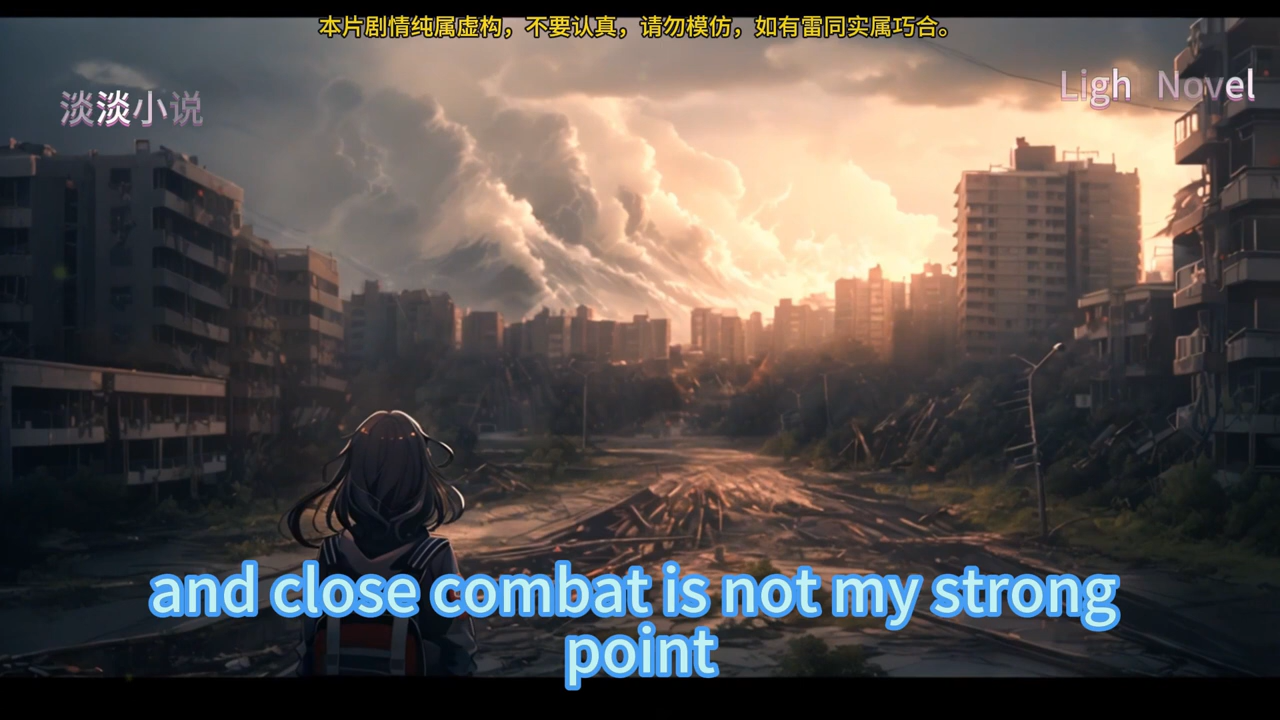 本片剧情纯属虚构，不要认真，请勿模仿，如有雷同实属巧合。
淡淡小说
Ligh Novel
and close combat is not my strong
point